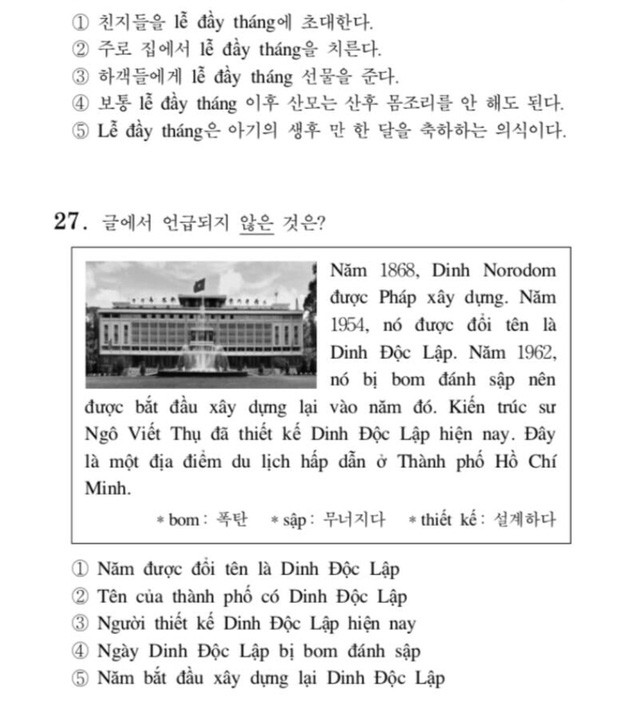 ① 친지들을 lễ đầy tháng에 초대한다.
② 주로 집에서 lễ đầy tháng을 치른다.
③ 하객들에게 lễ đầy tháng 선물을 준다.
④ 보통 lễ đầy tháng 이후 산모는 산후 몸조리를 안 해도 된다.
⑤ Lễ đầy tháng은 아기의 생후 만 한 달을 축하하는 의식이다.
27. 글에서 언급되지 않은 것은?
Năm 1868, Dinh Norodom
được Pháp xây dựng. Năm
1954, nó được đổi tên là
Dinh Độc Lập. Năm 1962,
nó bị bom đánh sập nên
được bắt đầu xây dựng lại vào năm đó. Kiến trúc sư
Ngô Viết Thụ đã thiết kế Dinh Độc Lập hiện nay. Đây
là một địa điểm du lịch hấp dẫn ở Thành phố Hồ Chí
Minh.
* bom : 폭탄 * sập : 무너지다 * thiết kế : 설계하다
① Năm được đổi tên là Dinh Độc Lập
② Tên của thành phố có Dinh Độc Lập
③ Người thiết kế Dinh Độc Lập hiện nay
④ Ngày Dinh Độc Lập bị bom đánh sập
⑤ Năm bắt đầu xây dựng lại Dinh Độc Lập